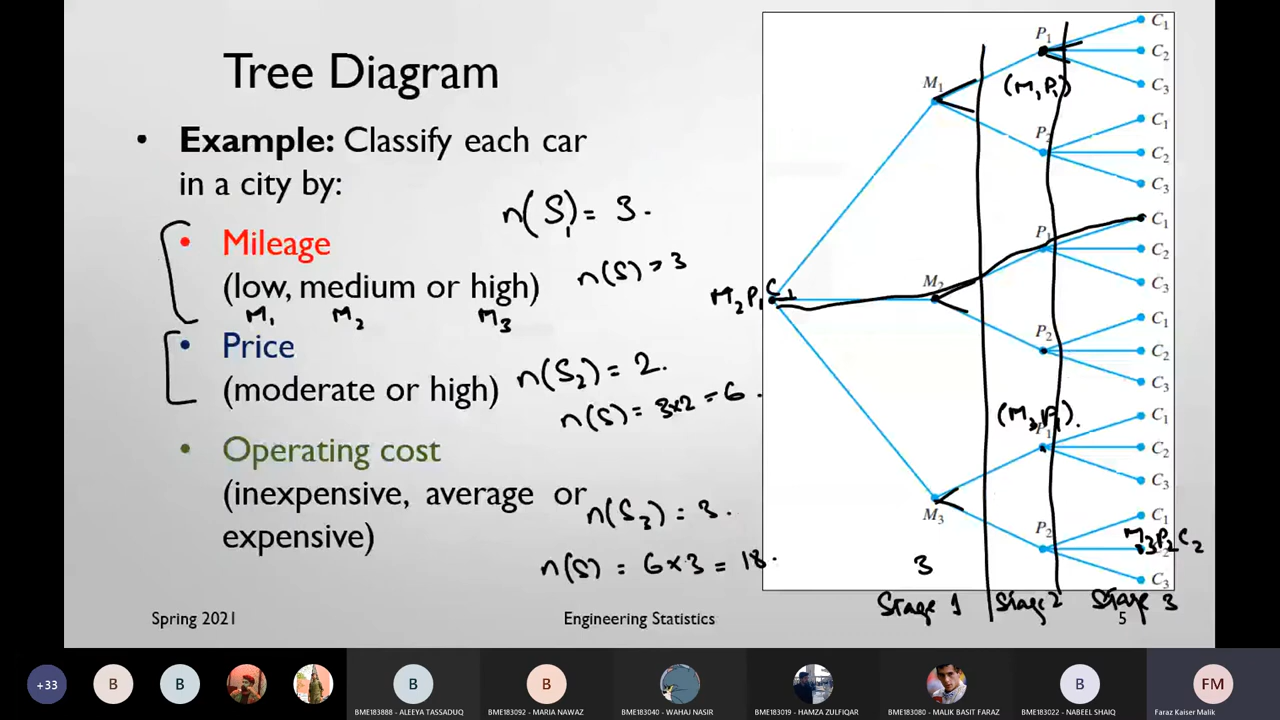 Tree Diagram
• Example: Classify each car
in a city by:
• Mileage
(low, medium or high)
M1 M2 M3
• Price
(moderate or high)
• Operating cost
(inexpensive, average or
expensive)
n(S1) = 3.
n(S) = 3
n(S2) = 2.
n(S) = 3×2 = 6.
n(S3) = 3.
n(S) = 6×3 = 18.
M2P1C1
M1
M2
M3
P1
(M1P1)
P2
P1
P2
(M3P1).
P1
P2
C1
C2
C3
C1
C2
C3
C1
C2
C3
C1
C2
C3
C1
C2
C3
C1
M3P2C2
C3
3
Stage 1 Stage 2 Stage 3
Spring 2021
Engineering Statistics
5
+33
B
B
B
BME183888 - ALEEYA TASSADUQ
B
BME183092 - MARIA NAWAZ
BME183040 - WAHAJ NASIR
BME183019 - HAMZA ZULFIQAR
BME183080 - MALIK BASIT FARAZ
B
BME183022 - NABEEL SHAIQ
FM
Faraz Kaiser Malik